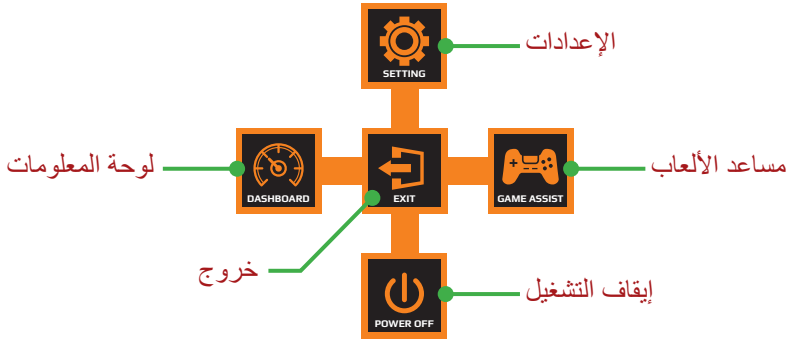 الإعدادات
SETTING
لوحة المعلومات
DASHBOARD
EXIT
GAME ASSIST
مساعد الألعاب
خروج
إيقاف التشغيل
POWER OFF